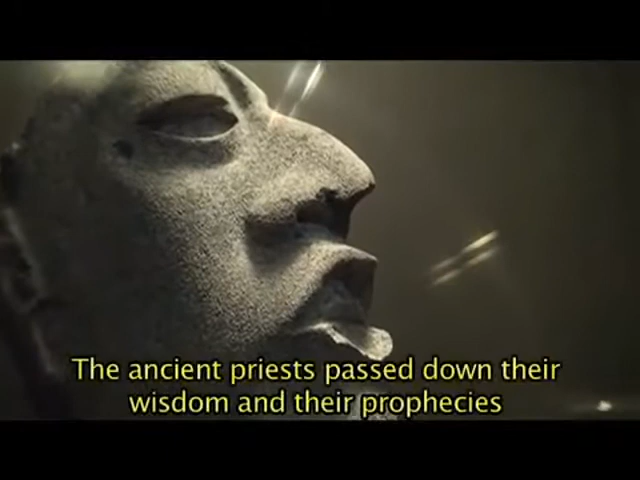 The ancient priests passed down their
wisdom and their prophecies